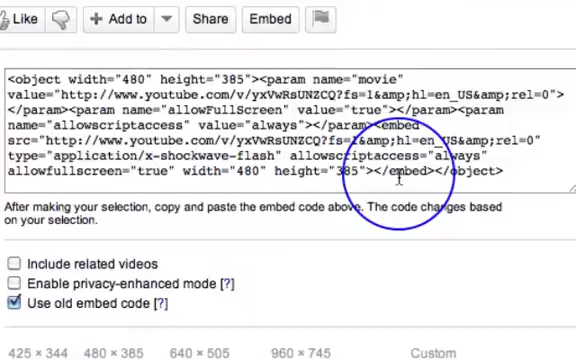 Like + Add to Share Embed
<object width="480" height="385"><param name="movie"
value="http://www.youtube.com/v/yxVwRsUNZCQ?fs=1&amp;hl=en_US&amp;rel=0">
</param><param name="allowFullScreen" value="true"></param><param
name="allowscriptaccess" value="always"></param><embed
src="http://www.youtube.com/v/yxVwRsUNZCQ?fs=1&amp;hl=en_US&amp;rel=0"
type="application/x-shockwave-flash" allowscriptaccess="always"
allowfullscreen="true" width="480" height="385"></embed></object>
After making your selection, copy and paste the embed code above. The code changes based
on your selection.
Include related videos
Enable privacy-enhanced mode [?]
Use old embed code [?]
425 × 344 480 × 385 640 × 505 960 × 745 Custom